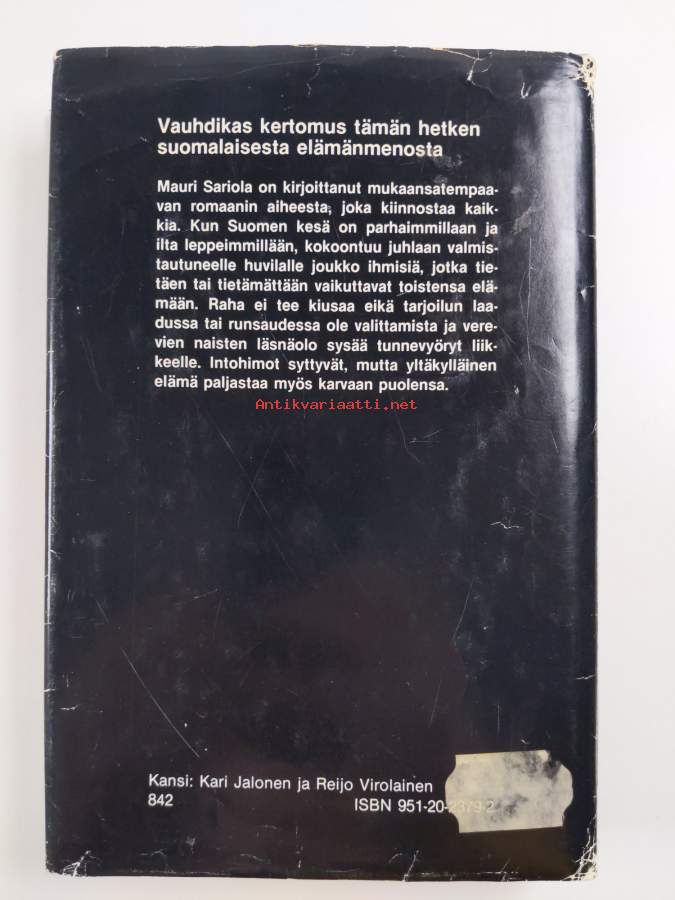 Vauhdikas kertomus tämän hetken
suomalaisesta elämänmenosta
Mauri Sariola on kirjoittanut mukaansatempaa-
van romaanin aiheesta, joka kiinnostaa kaik-
kia. Kun Suomen kesä on parhaimmillaan ja
ilta leppeimmillään, kokoontuu juhlaan valmis-
tautuneelle huvilalle joukko ihmisiä, jotka tie-
täen tai tietämättään vaikuttavat toistensa elä-
mään. Raha ei tee kiusaa eikä tarjoilun laa-
dussa tai runsaudessa ole valittamista ja vere-
vien naisten läsnäolo sysää tunnevyöryt liik-
keelle. Intohimot syttyvät, mutta yltäkylläinen
elämä paljastaa myös karvaan puolensa.
Antikvariaatti.net
Kansi: Kari Jalonen ja Reijo Virolainen
842 ISBN 951-20-2379-2